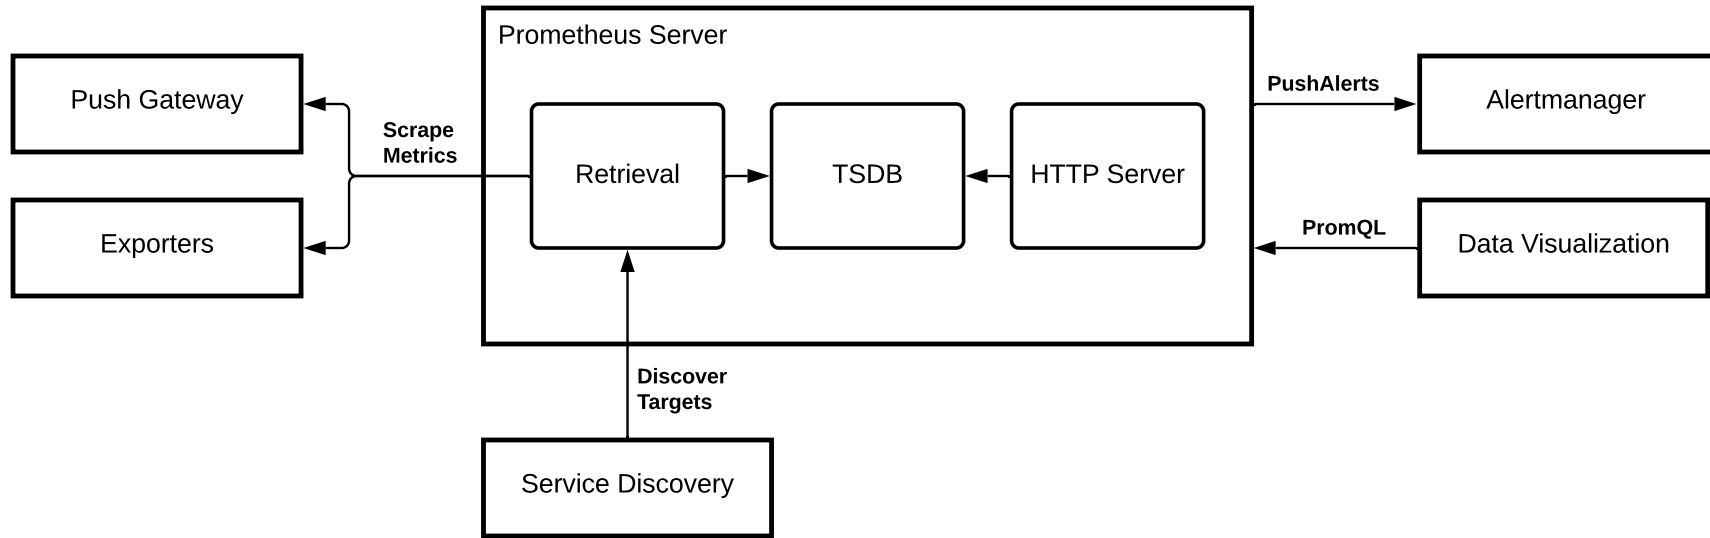 Prometheus Server
Push Gateway
Scrape
Metrics
Exporters
Retrieval
TSDB
HTTP Server
PushAlerts
Alertmanager
PromQL
Data Visualization
Discover
Targets
Service Discovery